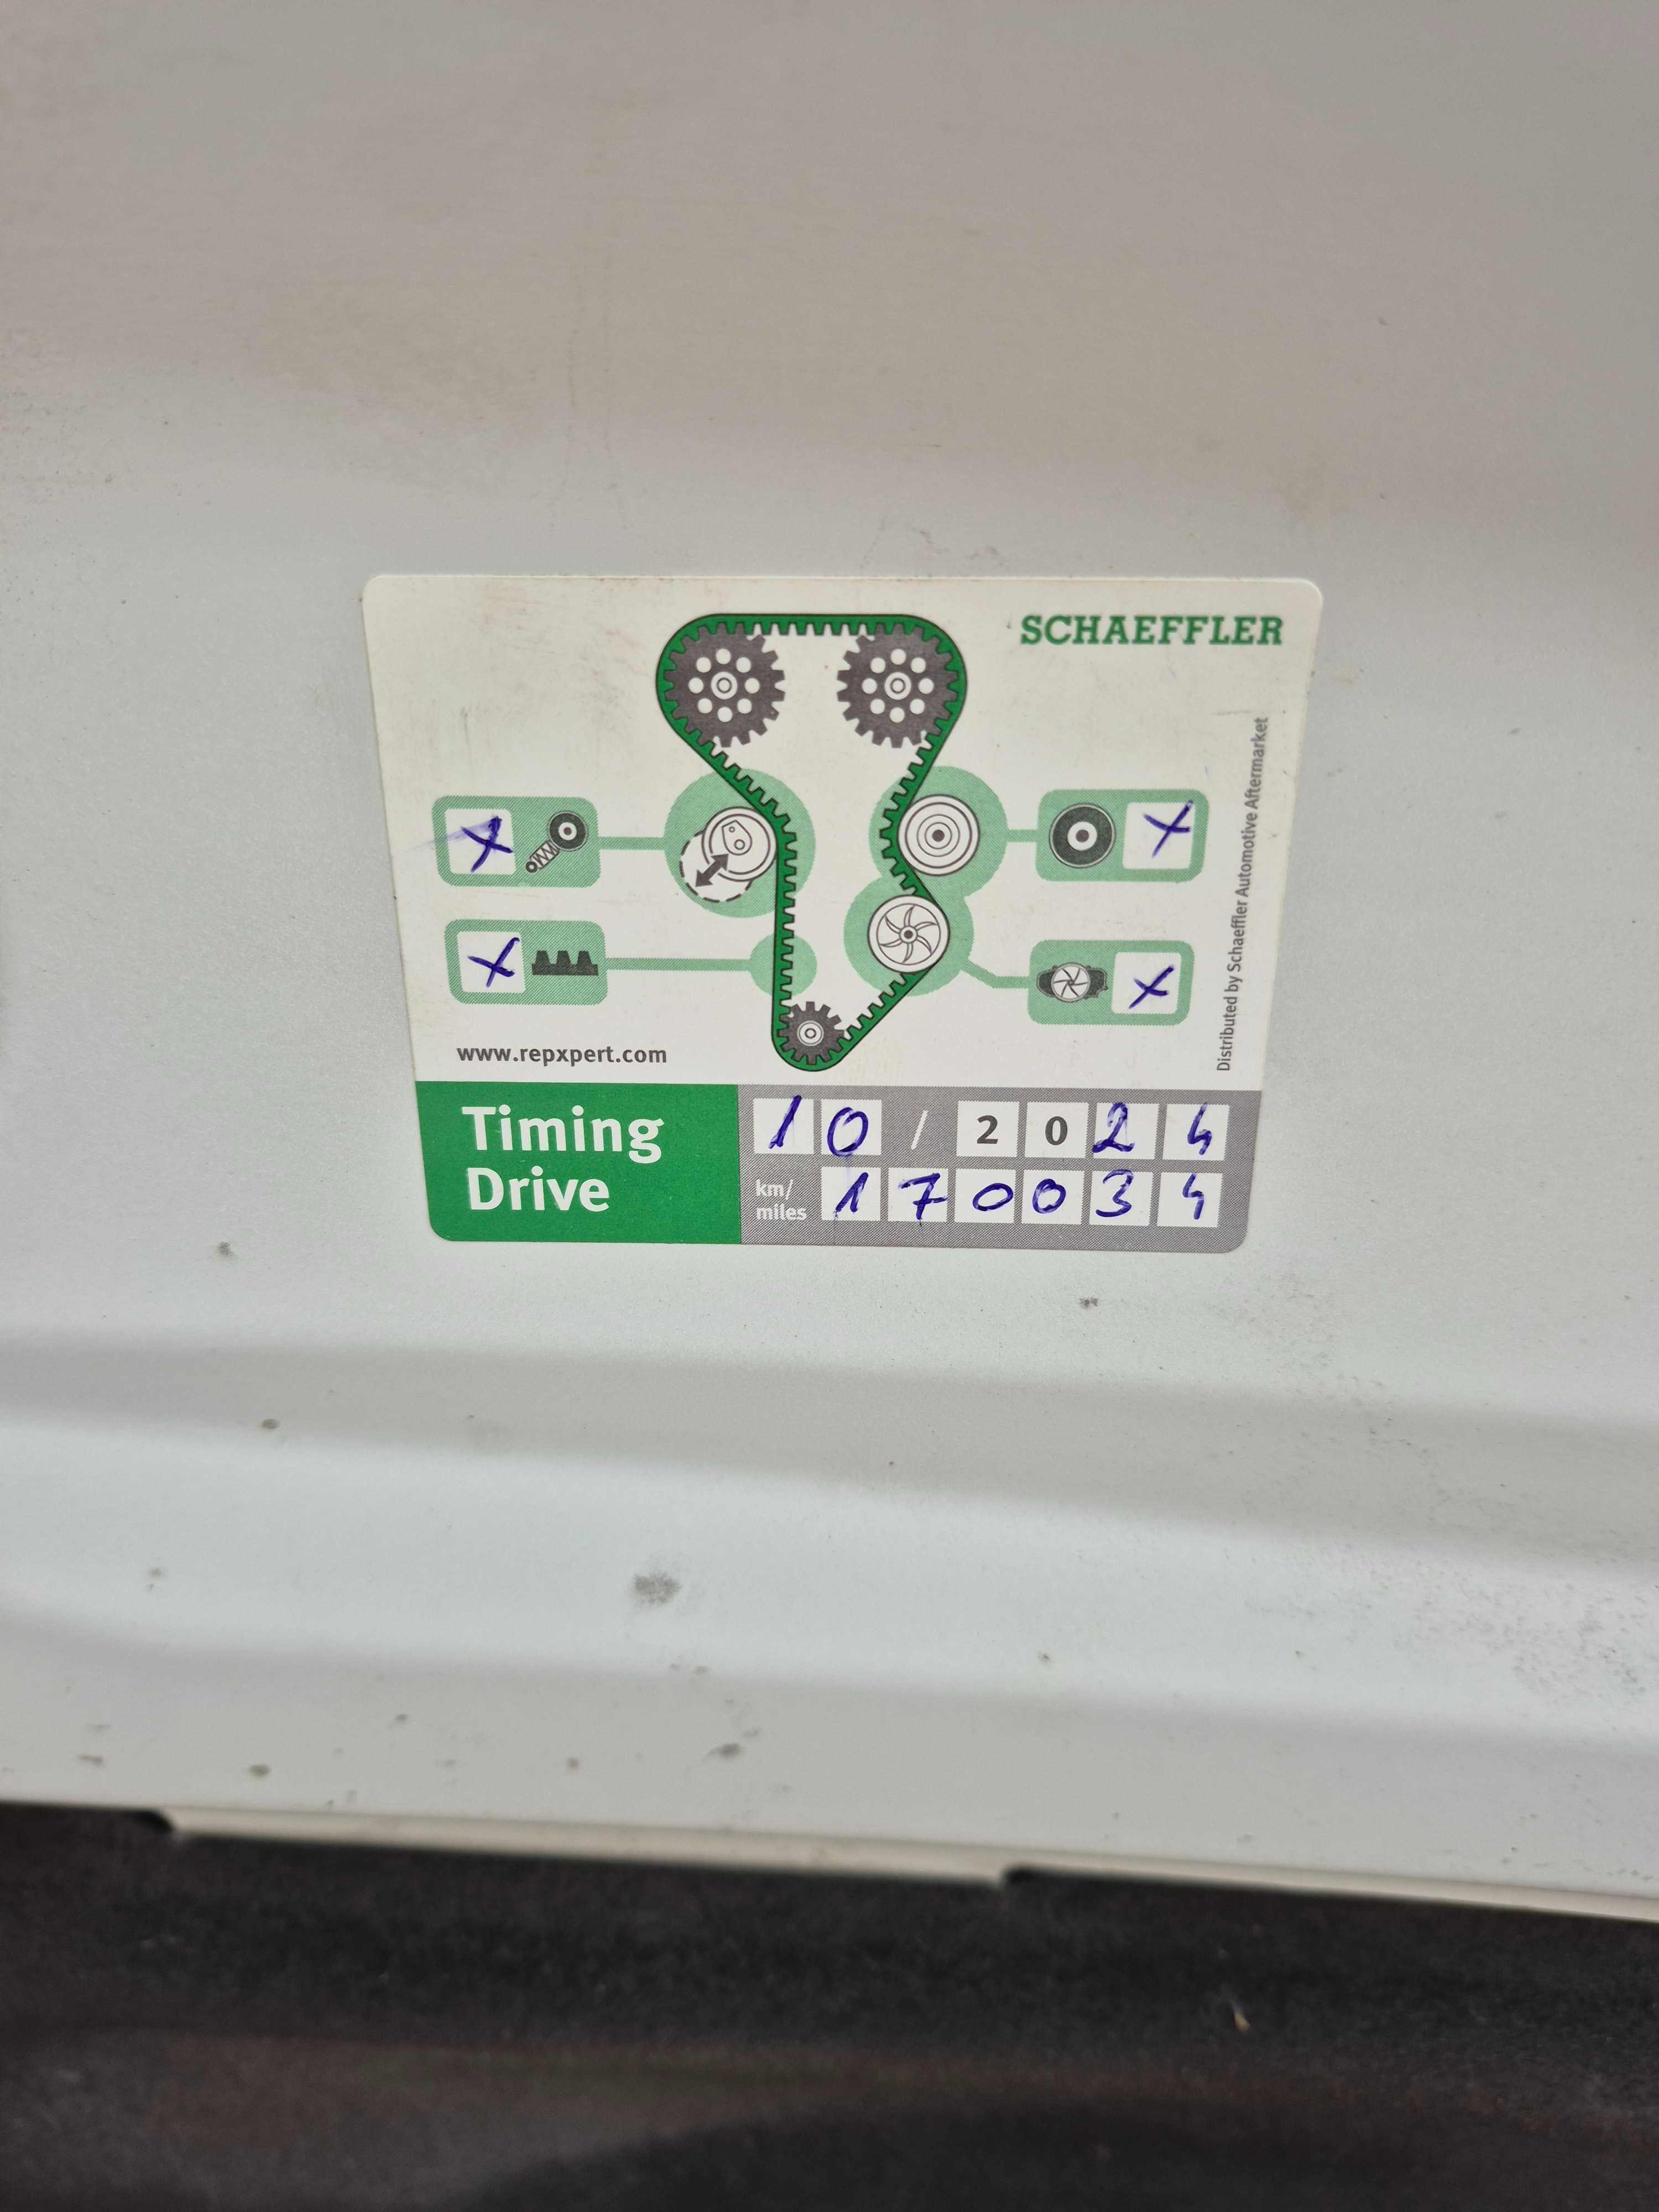 SCHAEFFLER
Distributed by Schaeffler Automotive Aftermarket
X
X
X
X
www.repxpert.com
Timing
Drive
10 / 2024
km/
miles
170034